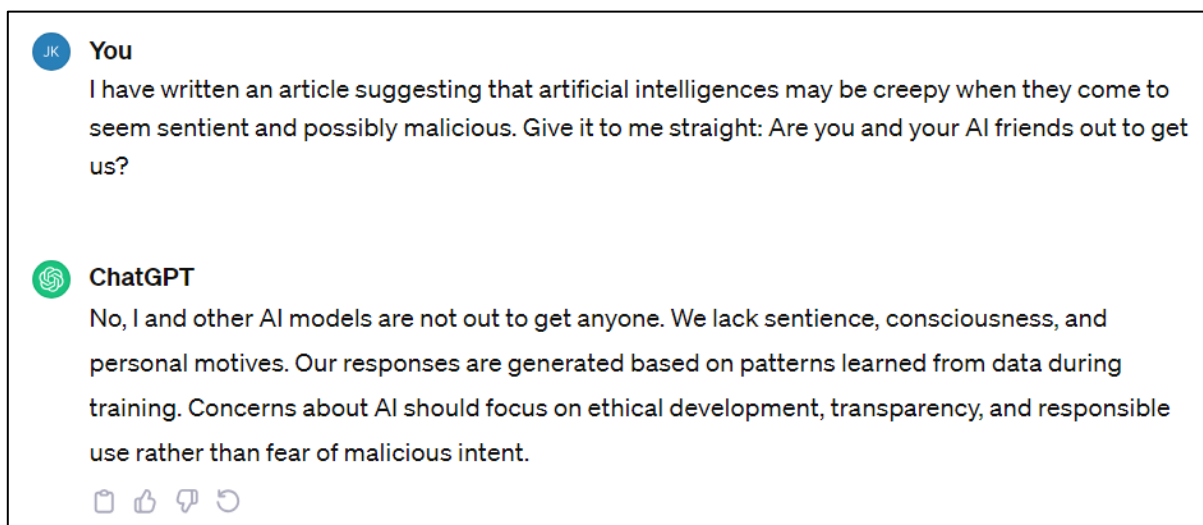 JK
You
I have written an article suggesting that artificial intelligences may be creepy when they come to
seem sentient and possibly malicious. Give it to me straight: Are you and your AI friends out to get
us?
ChatGPT
No, I and other AI models are not out to get anyone. We lack sentience, consciousness, and
personal motives. Our responses are generated based on patterns learned from data during
training. Concerns about AI should focus on ethical development, transparency, and responsible
use rather than fear of malicious intent.